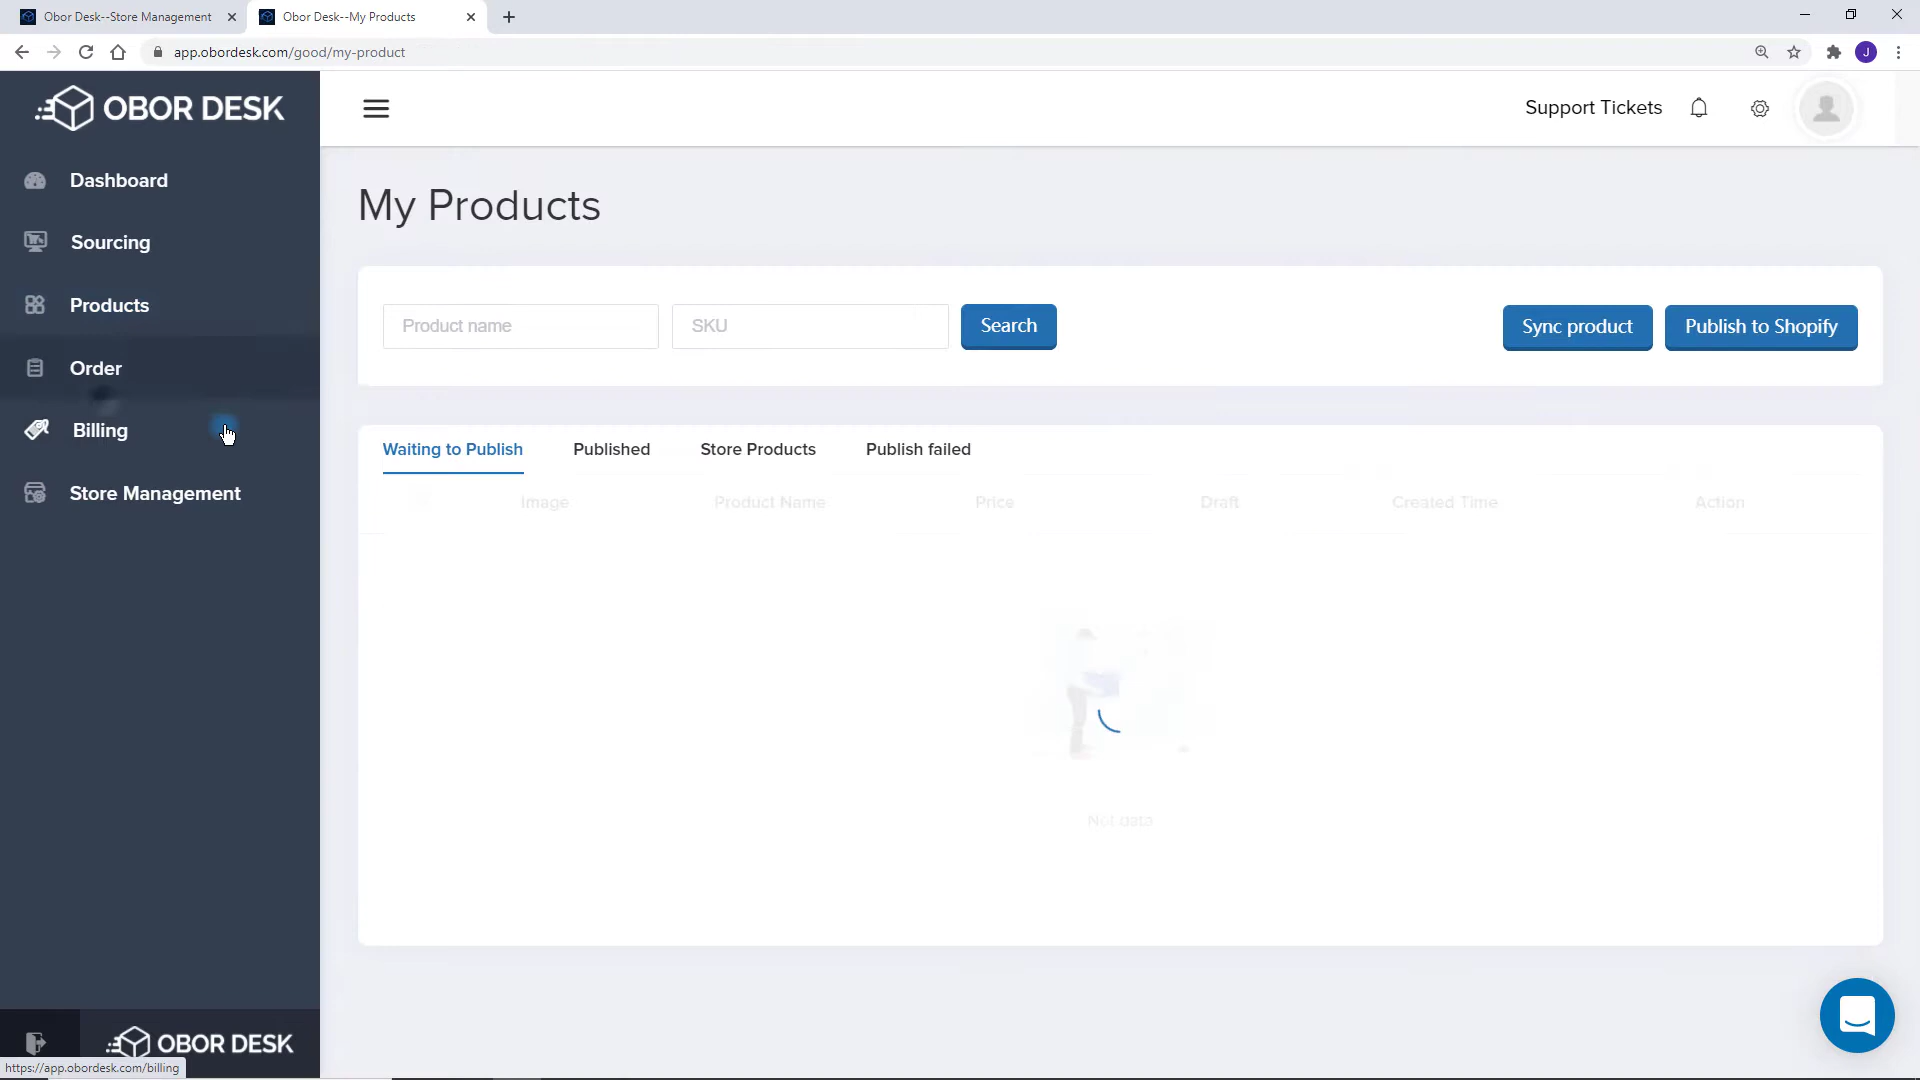 Obor Desk--Store Management
Obor Desk--My Products
app.obordesk.com/good/my-product
J
OBOR DESK
Support Tickets
Dashboard
Sourcing
Products
Order
Billing
Store Management
My Products
Product name
SKU
Search
Sync product
Publish to Shopify
Waiting to Publish
Published
Store Products
Publish failed
Image
Product Name
Price
Draft
Created Time
Action
Not data
OBOR DESK
https://app.obordesk.com/billing